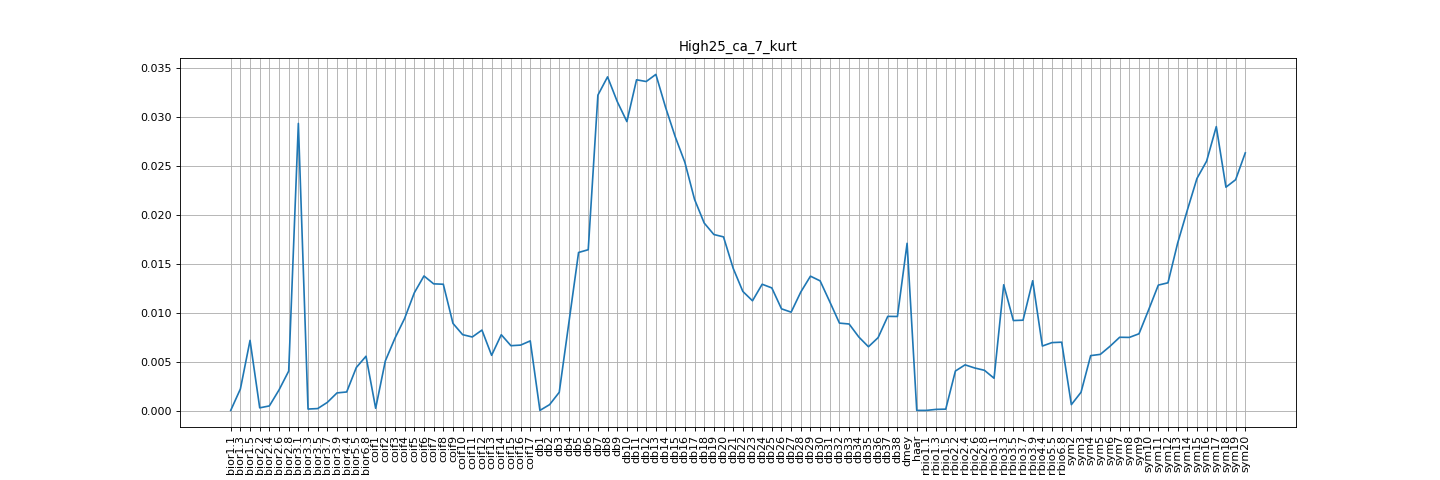 High25_ca_7_kurt
0.035
0.030
0.025
0.020
0.015
0.010
0.005
0.000
bior1.1
bior1.3
bior1.5
bior2.2
bior2.4
bior2.6
bior2.8
bior3.1
bior3.3
bior3.5
bior3.7
bior3.9
bior4.4
bior5.5
bior6.8
coif1
coif2
coif3
coif4
coif5
coif6
coif7
coif8
coif9
coif10
coif11
coif12
coif13
coif14
coif15
coif16
coif17
db1
db2
db3
db4
db5
db6
db7
db8
db9
db10
db11
db12
db13
db14
db15
db16
db17
db18
db19
db20
db21
db22
db23
db24
db25
db26
db27
db28
db29
db30
db31
db32
db33
db34
db35
db36
db37
db38
dmey
haar
rbio1.1
rbio1.3
rbio1.5
rbio2.2
rbio2.4
rbio2.6
rbio2.8
rbio3.1
rbio3.3
rbio3.5
rbio3.7
rbio3.9
rbio4.4
rbio5.5
rbio6.8
sym2
sym3
sym4
sym5
sym6
sym7
sym8
sym9
sym10
sym11
sym12
sym13
sym14
sym15
sym16
sym17
sym18
sym19
sym20